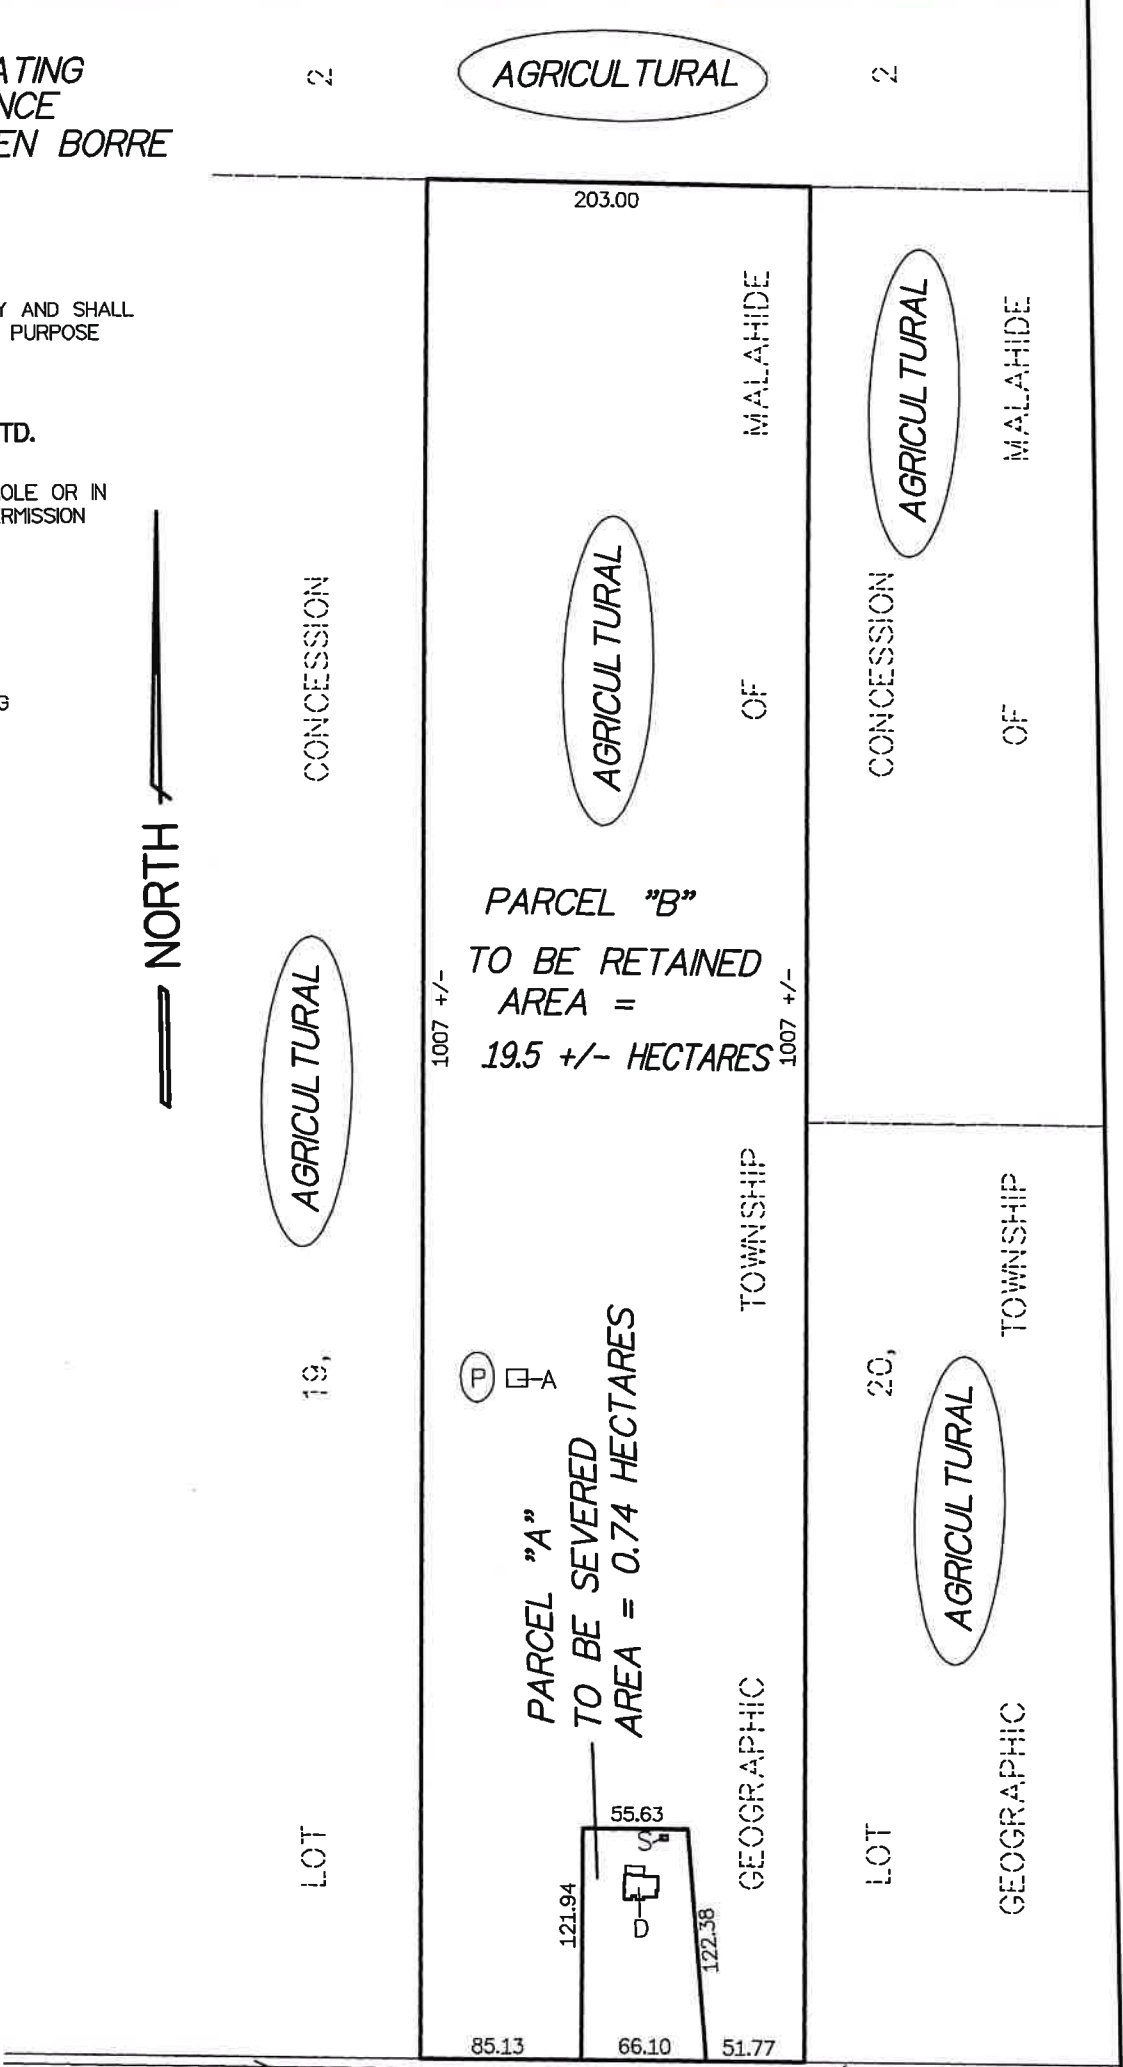 ATING
NCE
EN BORRE
Y AND SHALL
PURPOSE
TD.
OLE OR IN
ERMISSION
G
NORTH
2
AGRICULTURAL
2
203.00
CONCESSION
AGRICULTURAL
19,
LOT
MALAHIDE
OF
TOWNSHIP
GEOGRAPHIC
AGRICULTURAL
PARCEL "B"
TO BE RETAINED
AREA =
19.5 +/- HECTARES
1007 +/-
1007 +/-
P
A
PARCEL "A"
TO BE SEVERED
AREA = 0.74 HECTARES
55.63
S
D
121.94
122.38
85.13
66.10
51.77
AGRICULTURAL
MALAHIDE
CONCESSION
OF
TOWNSHIP
20,
AGRICULTURAL
LOT
GEOGRAPHIC